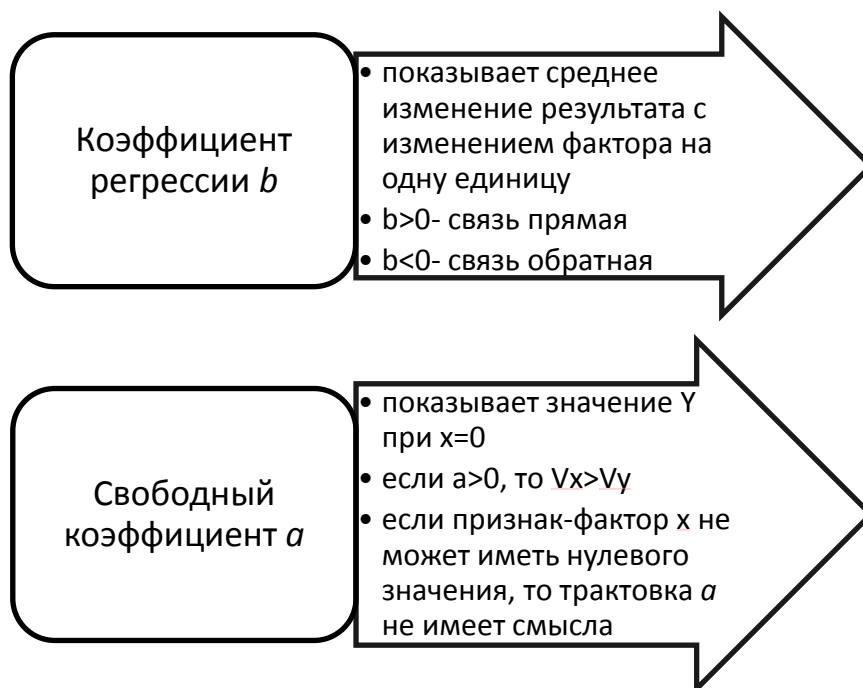 Коэффициент
регрессии b
• показывает среднее
изменение результата с
изменением фактора на
одну единицу
• b>0- связь прямая
• b<0- связь обратная
Свободный
коэффициент a
• показывает значение Y
при x=0
• если a>0, то Vx>Vy
• если признак-фактор x не
может иметь нулевого
значения, то трактовка a
не имеет смысла